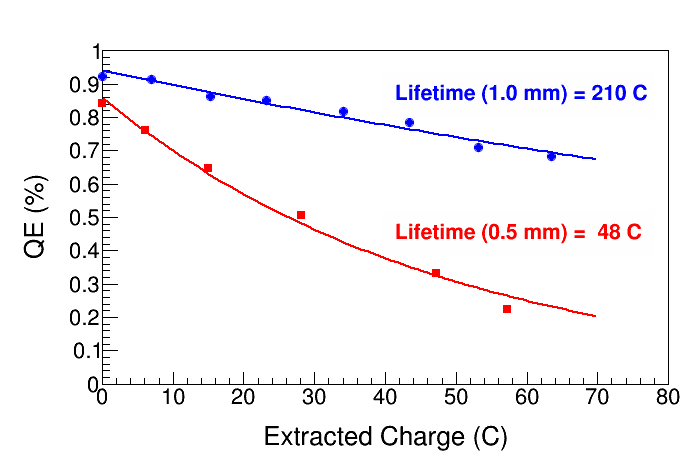 1
0.9
Lifetime (1.0 mm) = 210 C
0.8
0.7
0.6
QE (%)
0.5
Lifetime (0.5 mm) =  48 C
0.4
0.3
0.2
0.1
0
0 10 20 30 40 50 60 70 80
Extracted Charge (C)